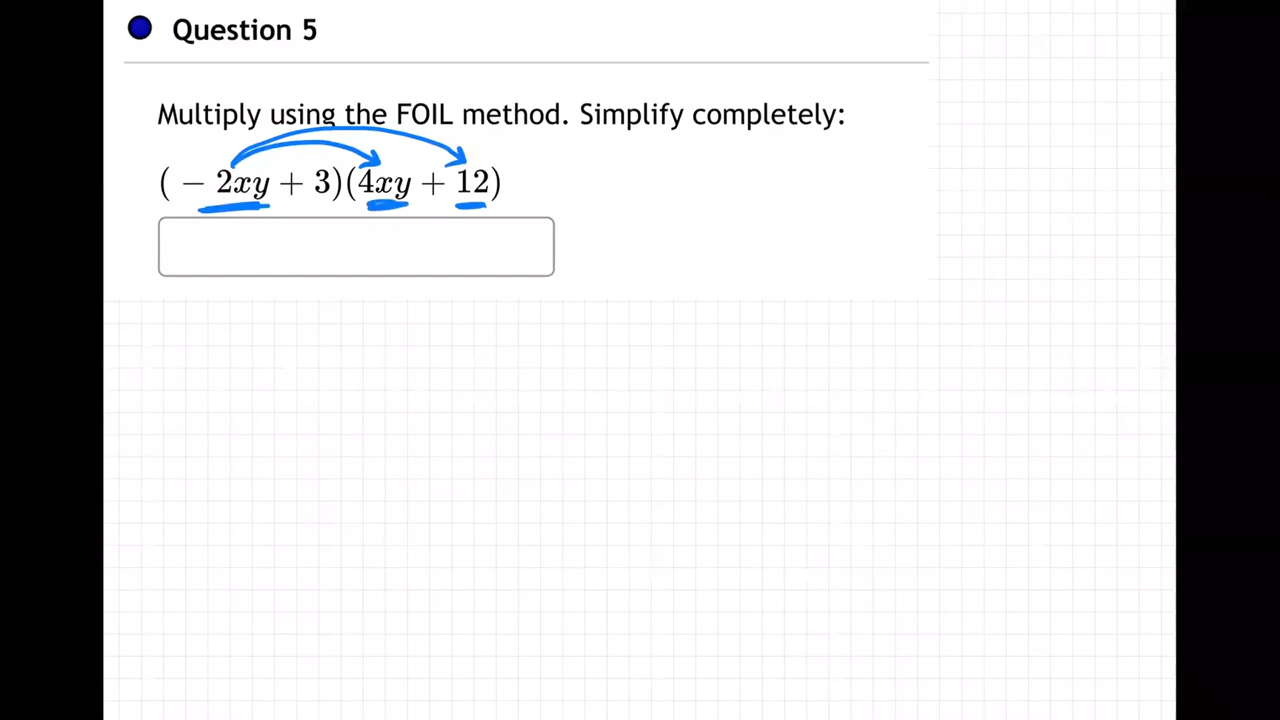 Question 5
Multiply using the FOIL method. Simplify completely:
( − 2xy + 3)(4xy + 12)